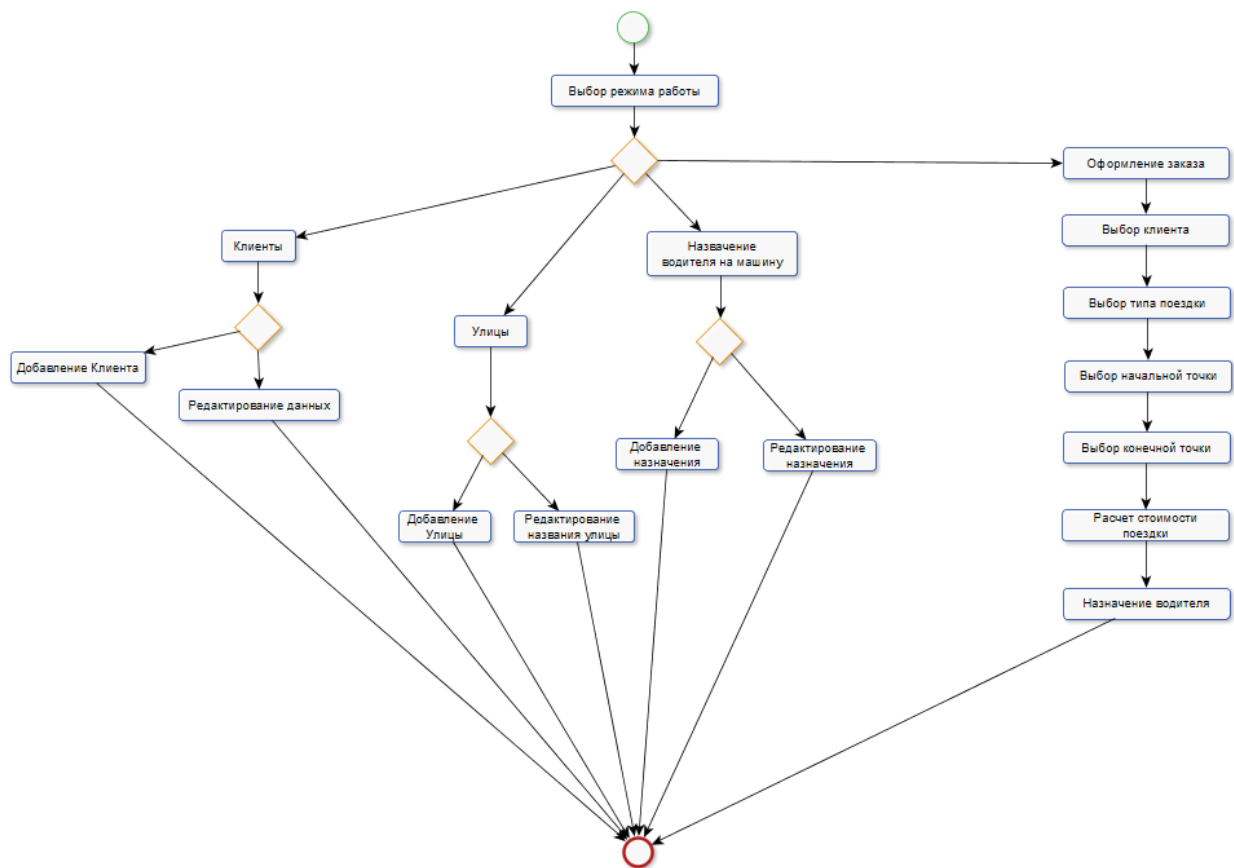 Выбор режима работы
Оформление заказа
Выбор клиента
Клиенты
Назвачение
водителя на машину
Выбор типа поездки
Улицы
Добавление Клиента
Выбор начальной точки
Редактирование данных
Добавление
назначения
Редактирование
назначения
Выбор конечной точки
Добавление
Улицы
Редактирование
названия улицы
Расчет стоимости
поездки
Назначение водителя